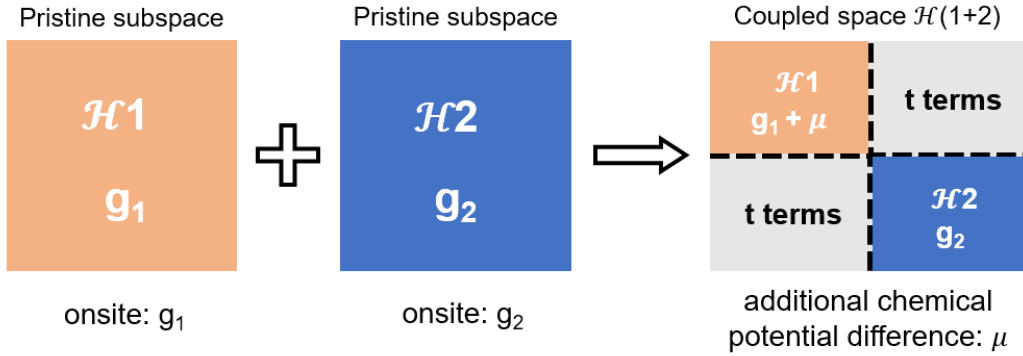 Pristine subspace
ℋ1
g₁
onsite: g₁
Pristine subspace
ℋ2
g₂
onsite: g₂
Coupled space ℋ(1+2)
ℋ1
g₁ + μ
t terms
t terms
ℋ2
g₂
additional chemical
potential difference: μ